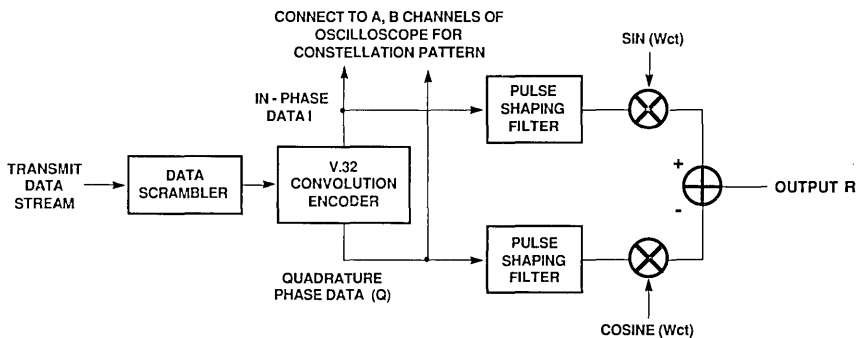 CONNECT TO A, B CHANNELS OF
OSCILLOSCOPE FOR
CONSTELLATION PATTERN
SIN (Wct)
IN - PHASE
DATA I
PULSE
SHAPING
FILTER
TRANSMIT
DATA
STREAM
DATA
SCRAMBLER
V.32
CONVOLUTION
ENCODER
+
-
OUTPUT R
QUADRATURE
PHASE DATA (Q)
PULSE
SHAPING
FILTER
COSINE (Wct)